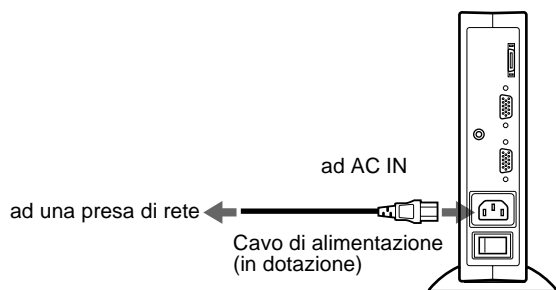 ad AC IN
ad una presa di rete
Cavo di alimentazione
(in dotazione)